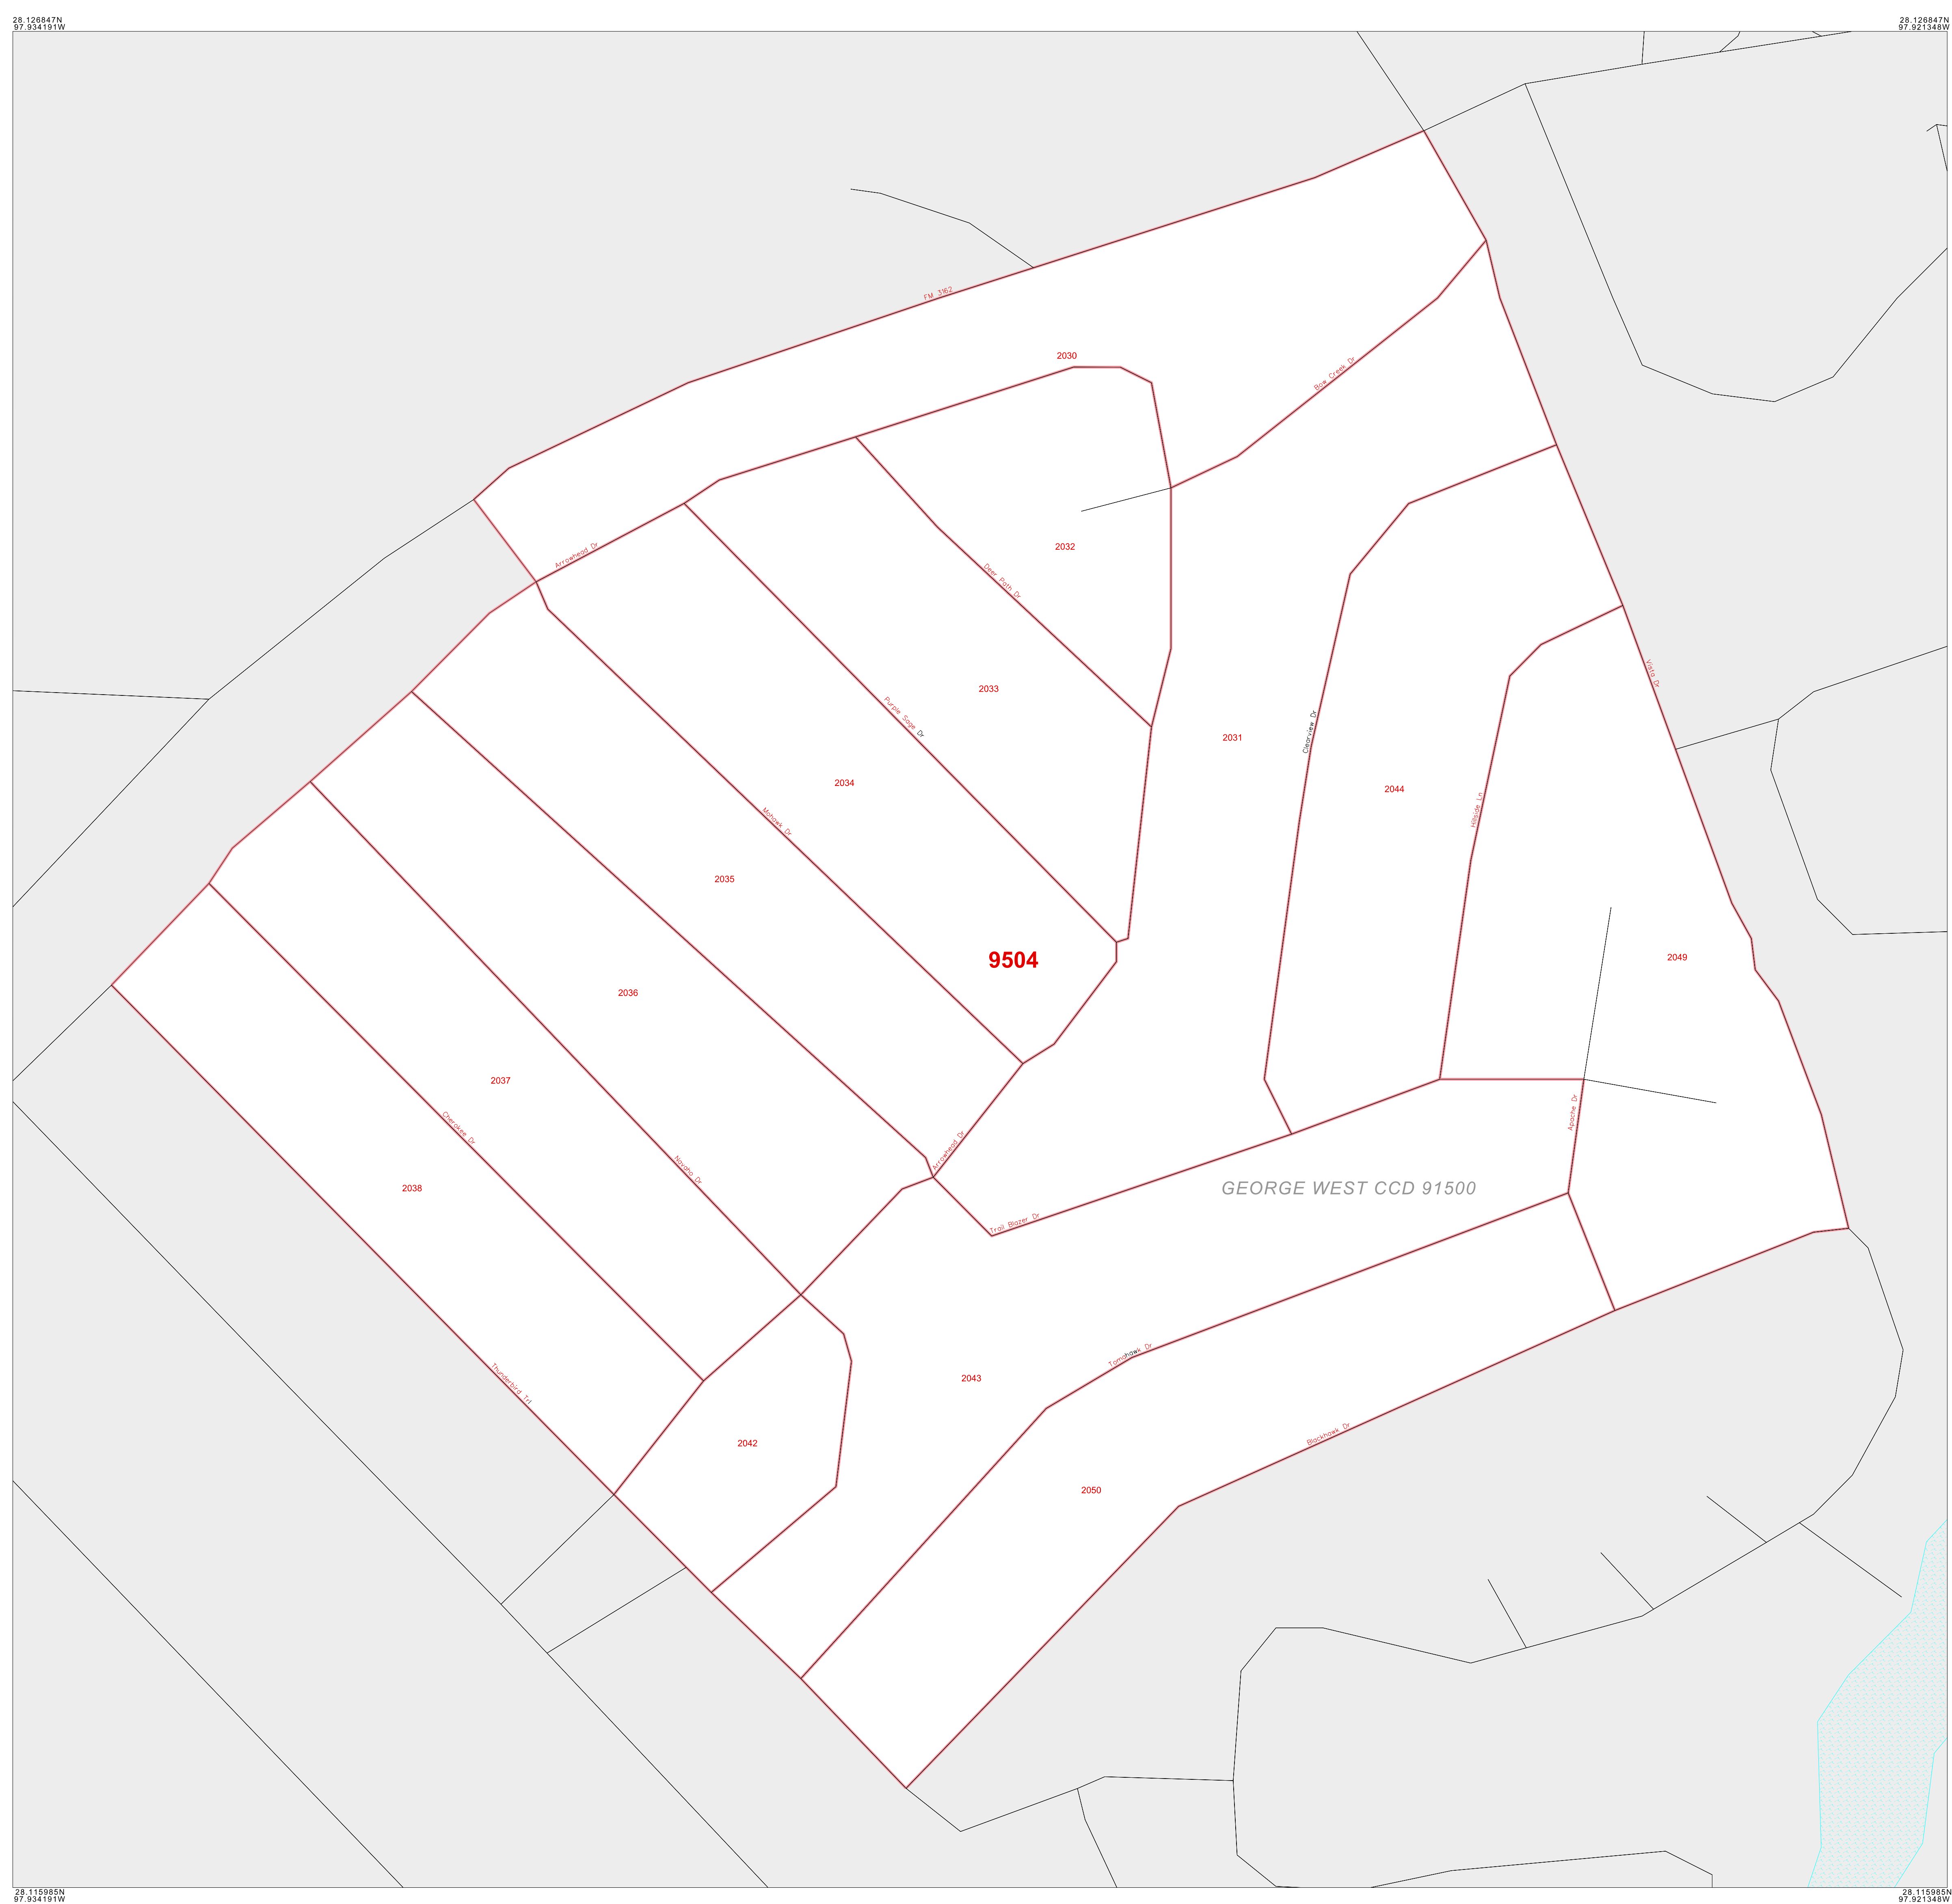 28.126847N
97.934191W
28.126847N
97.921348W
FM 3162
2030
Bow Creek Dr
Arrowhead Dr
2032
Deer Path Dr
Vista Dr
2033
Purple Sage Dr
Clearview Dr
2031
2034
2044
Mohawk Dr
Hillside Ln
2035
9504
2049
2036
2037
Apache Dr
Cherokee Dr
Arrowhead Dr
Navaho Dr
2038
GEORGE WEST CCD 91500
Trail Blazer Dr
Tomahawk Dr
Thunderbird Trl
2043
2042
Blackhawk Dr
2050
28.115985N
97.934191W
28.115985N
97.921348W